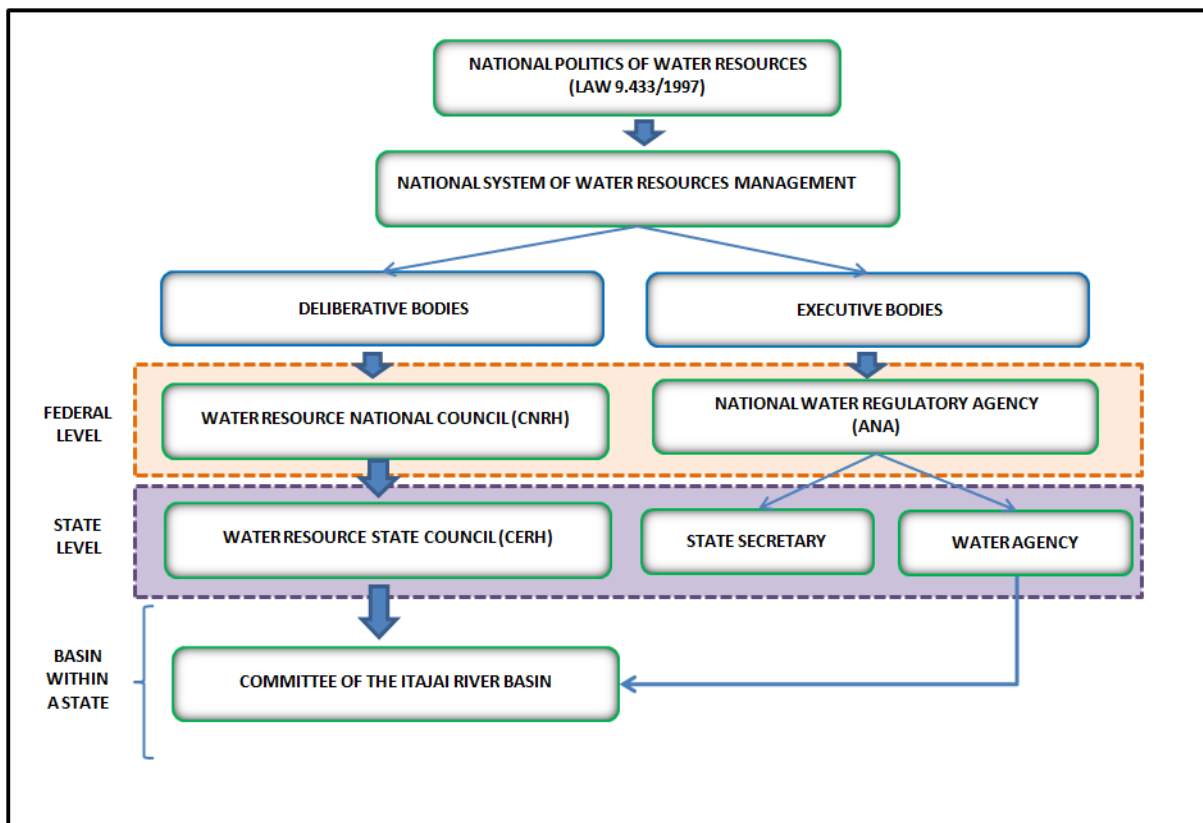 NATIONAL POLITICS OF WATER RESOURCES
(LAW 9.433/1997)
NATIONAL SYSTEM OF WATER RESOURCES MANAGEMENT
DELIBERATIVE BODIES
EXECUTIVE BODIES
FEDERAL
LEVEL
WATER RESOURCE NATIONAL COUNCIL (CNRH)
NATIONAL WATER REGULATORY AGENCY
(ANA)
STATE
LEVEL
WATER RESOURCE STATE COUNCIL (CERH)
STATE SECRETARY
WATER AGENCY
BASIN
WITHIN
A STATE
COMMITTEE OF THE ITAJAI RIVER BASIN